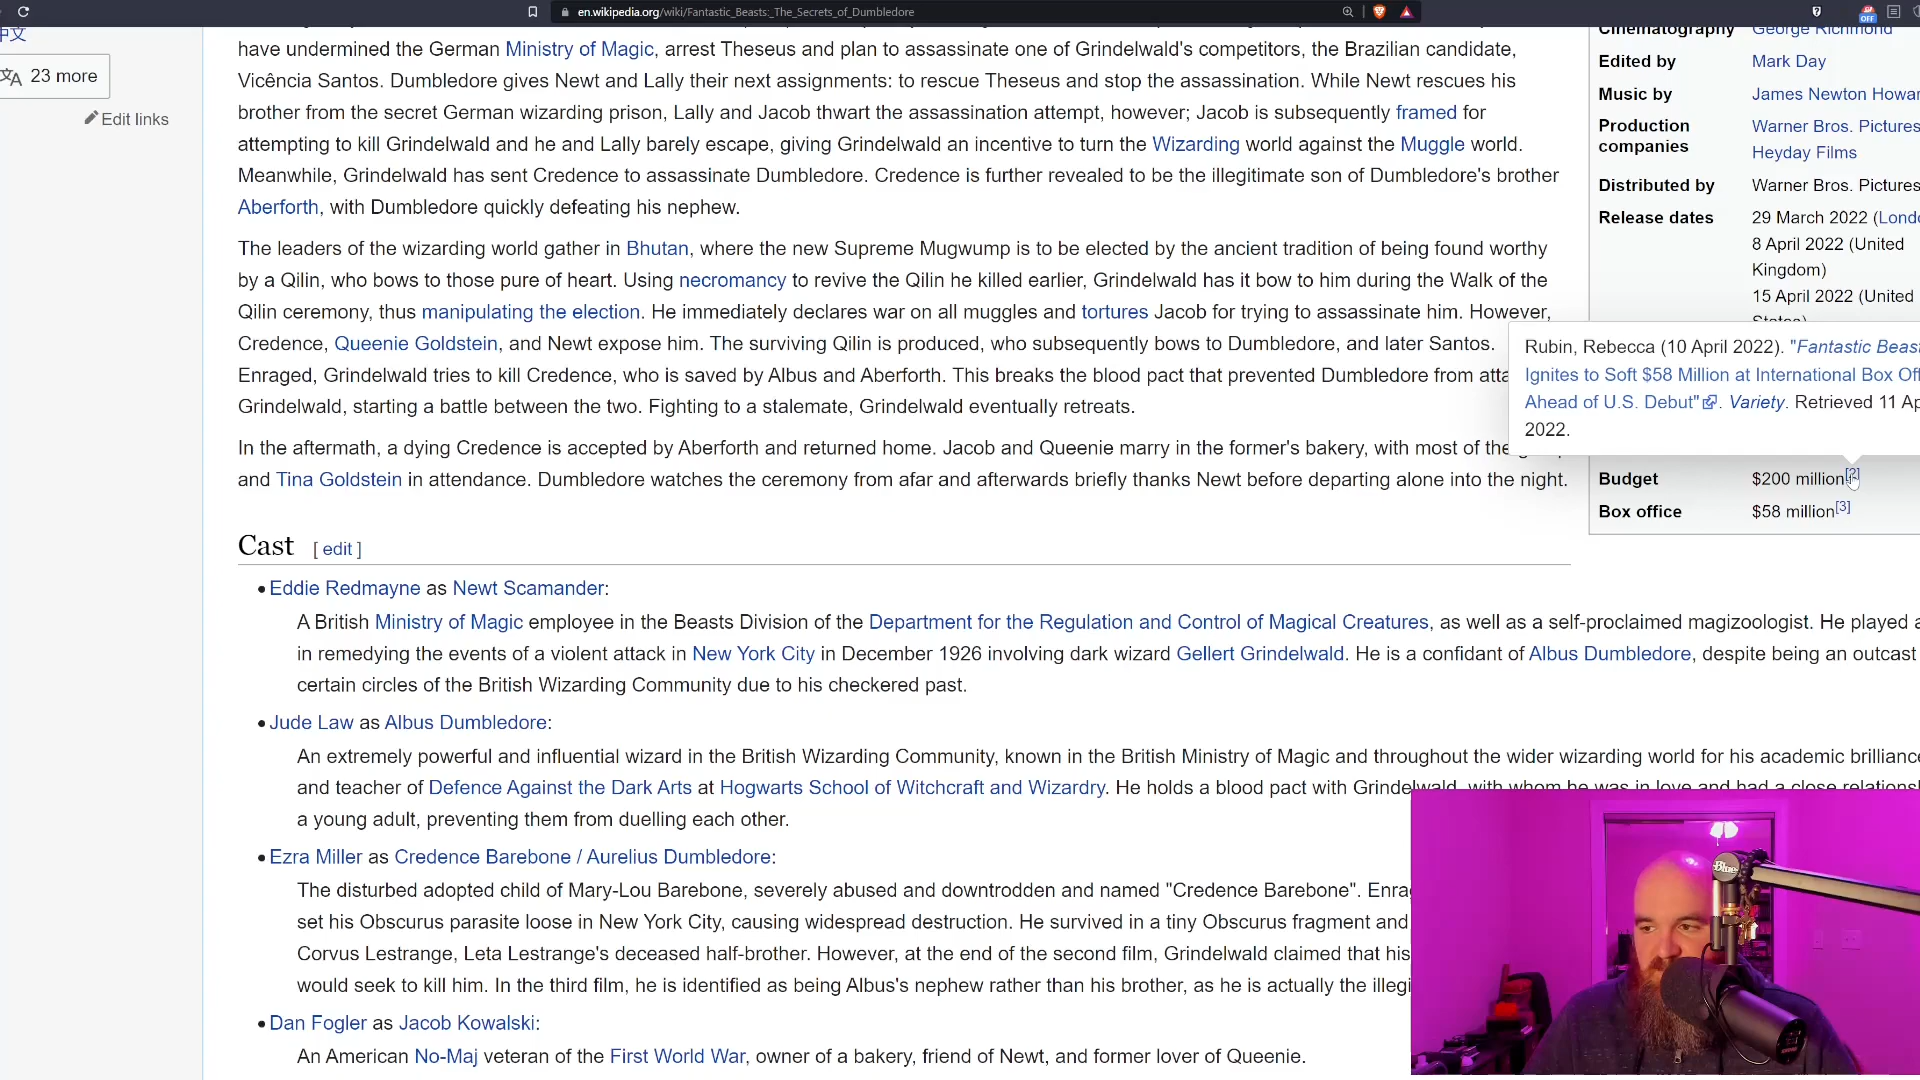 en.wikipedia.org/wiki/Fantastic_Beasts:_The_Secrets_of_Dumbledore
OFF
中文
23 more
Edit links
have undermined the German Ministry of Magic, arrest Theseus and plan to assassinate one of Grindelwald's competitors, the Brazilian candidate,
Vicência Santos. Dumbledore gives Newt and Lally their next assignments: to rescue Theseus and stop the assassination. While Newt rescues his
brother from the secret German wizarding prison, Lally and Jacob thwart the assassination attempt, however; Jacob is subsequently framed for
attempting to kill Grindelwald and he and Lally barely escape, giving Grindelwald an incentive to turn the Wizarding world against the Muggle world.
Meanwhile, Grindelwald has sent Credence to assassinate Dumbledore. Credence is further revealed to be the illegitimate son of Dumbledore's brother
Aberforth, with Dumbledore quickly defeating his nephew.
The leaders of the wizarding world gather in Bhutan, where the new Supreme Mugwump is to be elected by the ancient tradition of being found worthy
by a Qilin, who bows to those pure of heart. Using necromancy to revive the Qilin he killed earlier, Grindelwald has it bow to him during the Walk of the
Qilin ceremony, thus manipulating the election. He immediately declares war on all muggles and tortures Jacob for trying to assassinate him. However,
Credence, Queenie Goldstein, and Newt expose him. The surviving Qilin is produced, who subsequently bows to Dumbledore, and later Santos.
Enraged, Grindelwald tries to kill Credence, who is saved by Albus and Aberforth. This breaks the blood pact that prevented Dumbledore from atta
Grindelwald, starting a battle between the two. Fighting to a stalemate, Grindelwald eventually retreats.
In the aftermath, a dying Credence is accepted by Aberforth and returned home. Jacob and Queenie marry in the former's bakery, with most of the
and Tina Goldstein in attendance. Dumbledore watches the ceremony from afar and afterwards briefly thanks Newt before departing alone into the night.
Cinematography George Richmond
Edited by Mark Day
Music by James Newton Howar
Production companies Warner Bros. Pictures
Heyday Films
Distributed by Warner Bros. Pictures
Release dates 29 March 2022 (Londo
8 April 2022 (United
Kingdom)
15 April 2022 (United
States)
Rubin, Rebecca (10 April 2022). "Fantastic Beast
Ignites to Soft $58 Million at International Box Off
Ahead of U.S. Debut". Variety. Retrieved 11 Ap
2022.
Budget $200 million[2]
Box office $58 million[3]
Cast [ edit ]
• Eddie Redmayne as Newt Scamander:
A British Ministry of Magic employee in the Beasts Division of the Department for the Regulation and Control of Magical Creatures, as well as a self-proclaimed magizoologist. He played a
in remedying the events of a violent attack in New York City in December 1926 involving dark wizard Gellert Grindelwald. He is a confidant of Albus Dumbledore, despite being an outcast
certain circles of the British Wizarding Community due to his checkered past.
• Jude Law as Albus Dumbledore:
An extremely powerful and influential wizard in the British Wizarding Community, known in the British Ministry of Magic and throughout the wider wizarding world for his academic brilliance
and teacher of Defence Against the Dark Arts at Hogwarts School of Witchcraft and Wizardry. He holds a blood pact with Grindelwald, with whom he was in love and had a close relations
a young adult, preventing them from duelling each other.
• Ezra Miller as Credence Barebone / Aurelius Dumbledore:
The disturbed adopted child of Mary-Lou Barebone, severely abused and downtrodden and named "Credence Barebone". Enra
set his Obscurus parasite loose in New York City, causing widespread destruction. He survived in a tiny Obscurus fragment and
Corvus Lestrange, Leta Lestrange's deceased half-brother. However, at the end of the second film, Grindelwald claimed that his
would seek to kill him. In the third film, he is identified as being Albus's nephew rather than his brother, as he is actually the illegi
• Dan Fogler as Jacob Kowalski:
An American No-Maj veteran of the First World War, owner of a bakery, friend of Newt, and former lover of Queenie.
Blue